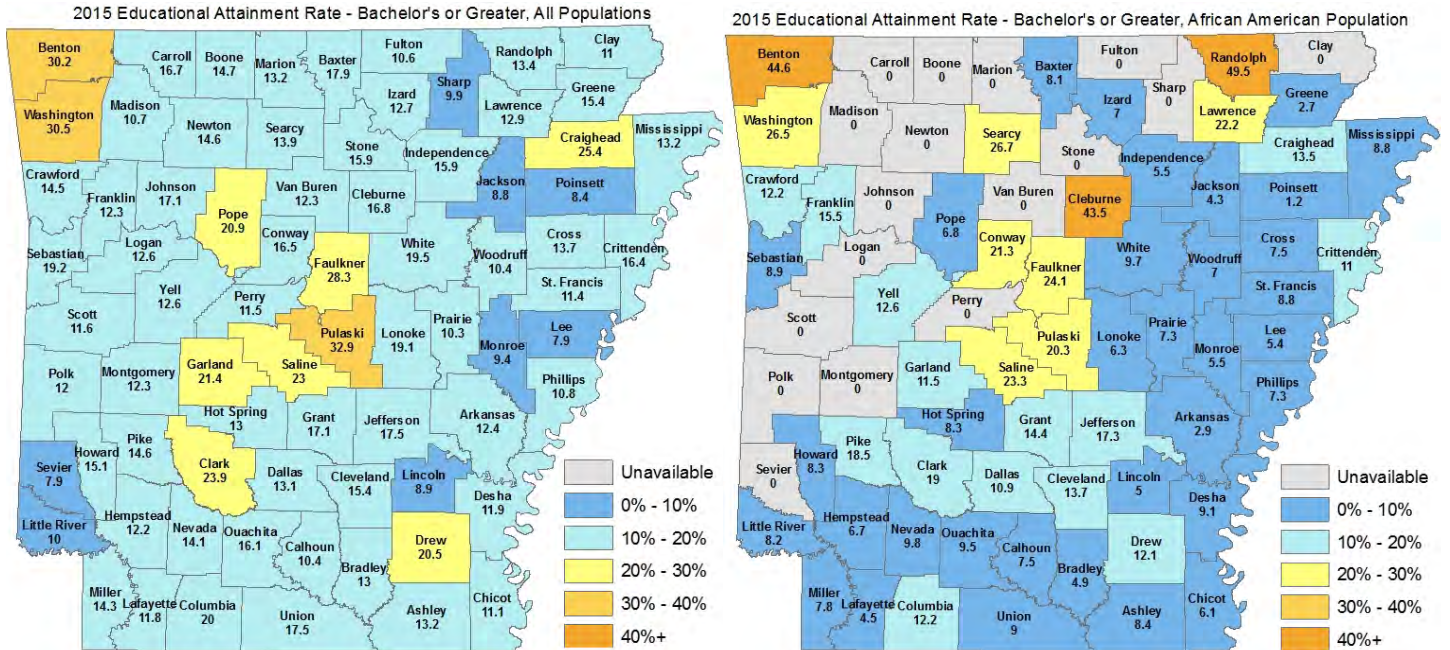 2015 Educational Attainment Rate - Bachelor's or Greater, All Populations
Benton
30.2
Carroll
16.7
Boone
14.7
Marion
13.2
Baxter
17.9
Fulton
10.6
Sharp
9.9
Randolph
13.4
Clay
11
Washington
30.5
Madison
10.7
Newton
14.6
Searcy
13.9
Izard
12.7
Stone
15.9
Independence
15.9
Lawrence
12.9
Greene
15.4
Craighead
25.4
Mississippi
13.2
Crawford
14.5
Franklin
12.3
Johnson
17.1
Pope
20.9
Van Buren
12.3
Cleburne
16.8
Jackson
8.8
Poinsett
8.4
Sebastian
19.2
Logan
12.6
Conway
16.5
Faulkner
28.3
White
19.5
Woodruff
10.4
Cross
13.7
Crittenden
16.4
St. Francis
11.4
Scott
11.6
Yell
12.6
Perry
11.5
Pulaski
32.9
Lonoke
19.1
Prairie
10.3
Monroe
9.4
Lee
7.9
Phillips
10.8
Polk
12
Montgomery
12.3
Garland
21.4
Saline
23
Hot Spring
13
Grant
17.1
Jefferson
17.5
Arkansas
12.4
Sevier
7.9
Howard
15.1
Pike
14.6
Clark
23.9
Dallas
13.1
Cleveland
15.4
Lincoln
8.9
Desha
11.9
Little River
10
Hempstead
12.2
Nevada
14.1
Ouachita
16.1
Calhoun
10.4
Bradley
13
Drew
20.5
Miller
14.3
Lafayette
11.8
Columbia
20
Union
17.5
Ashley
13.2
Chicot
11.1
Unavailable
0% - 10%
10% - 20%
20% - 30%
30% - 40%
40%+
2015 Educational Attainment Rate - Bachelor's or Greater, African American Population
Benton
44.6
Carroll
0
Boone
0
Marion
0
Baxter
8.1
Fulton
0
Sharp
0
Randolph
49.5
Clay
0
Washington
26.5
Madison
0
Newton
0
Searcy
26.7
Izard
7
Stone
0
Independence
5.5
Lawrence
22.2
Greene
2.7
Craighead
13.5
Mississippi
8.8
Crawford
12.2
Franklin
15.5
Johnson
0
Pope
6.8
Van Buren
0
Cleburne
43.5
Jackson
4.3
Poinsett
1.2
Sebastian
8.9
Logan
0
Conway
21.3
Faulkner
24.1
White
9.7
Woodruff
7
Cross
7.5
Crittenden
11
St. Francis
8.8
Scott
0
Yell
12.6
Perry
0
Pulaski
20.3
Lonoke
6.3
Prairie
7.3
Monroe
5.5
Lee
5.4
Phillips
7.3
Polk
0
Montgomery
0
Garland
11.5
Saline
23.3
Hot Spring
8.3
Grant
14.4
Jefferson
17.3
Arkansas
2.9
Sevier
0
Howard
8.3
Pike
18.5
Clark
19
Dallas
10.9
Cleveland
13.7
Lincoln
5
Desha
9.1
Little River
8.2
Hempstead
6.7
Nevada
9.8
Ouachita
9.5
Calhoun
7.5
Bradley
4.9
Drew
12.1
Miller
7.8
Lafayette
4.5
Columbia
12.2
Union
9
Ashley
8.4
Chicot
6.1
Unavailable
0% - 10%
10% - 20%
20% - 30%
30% - 40%
40%+